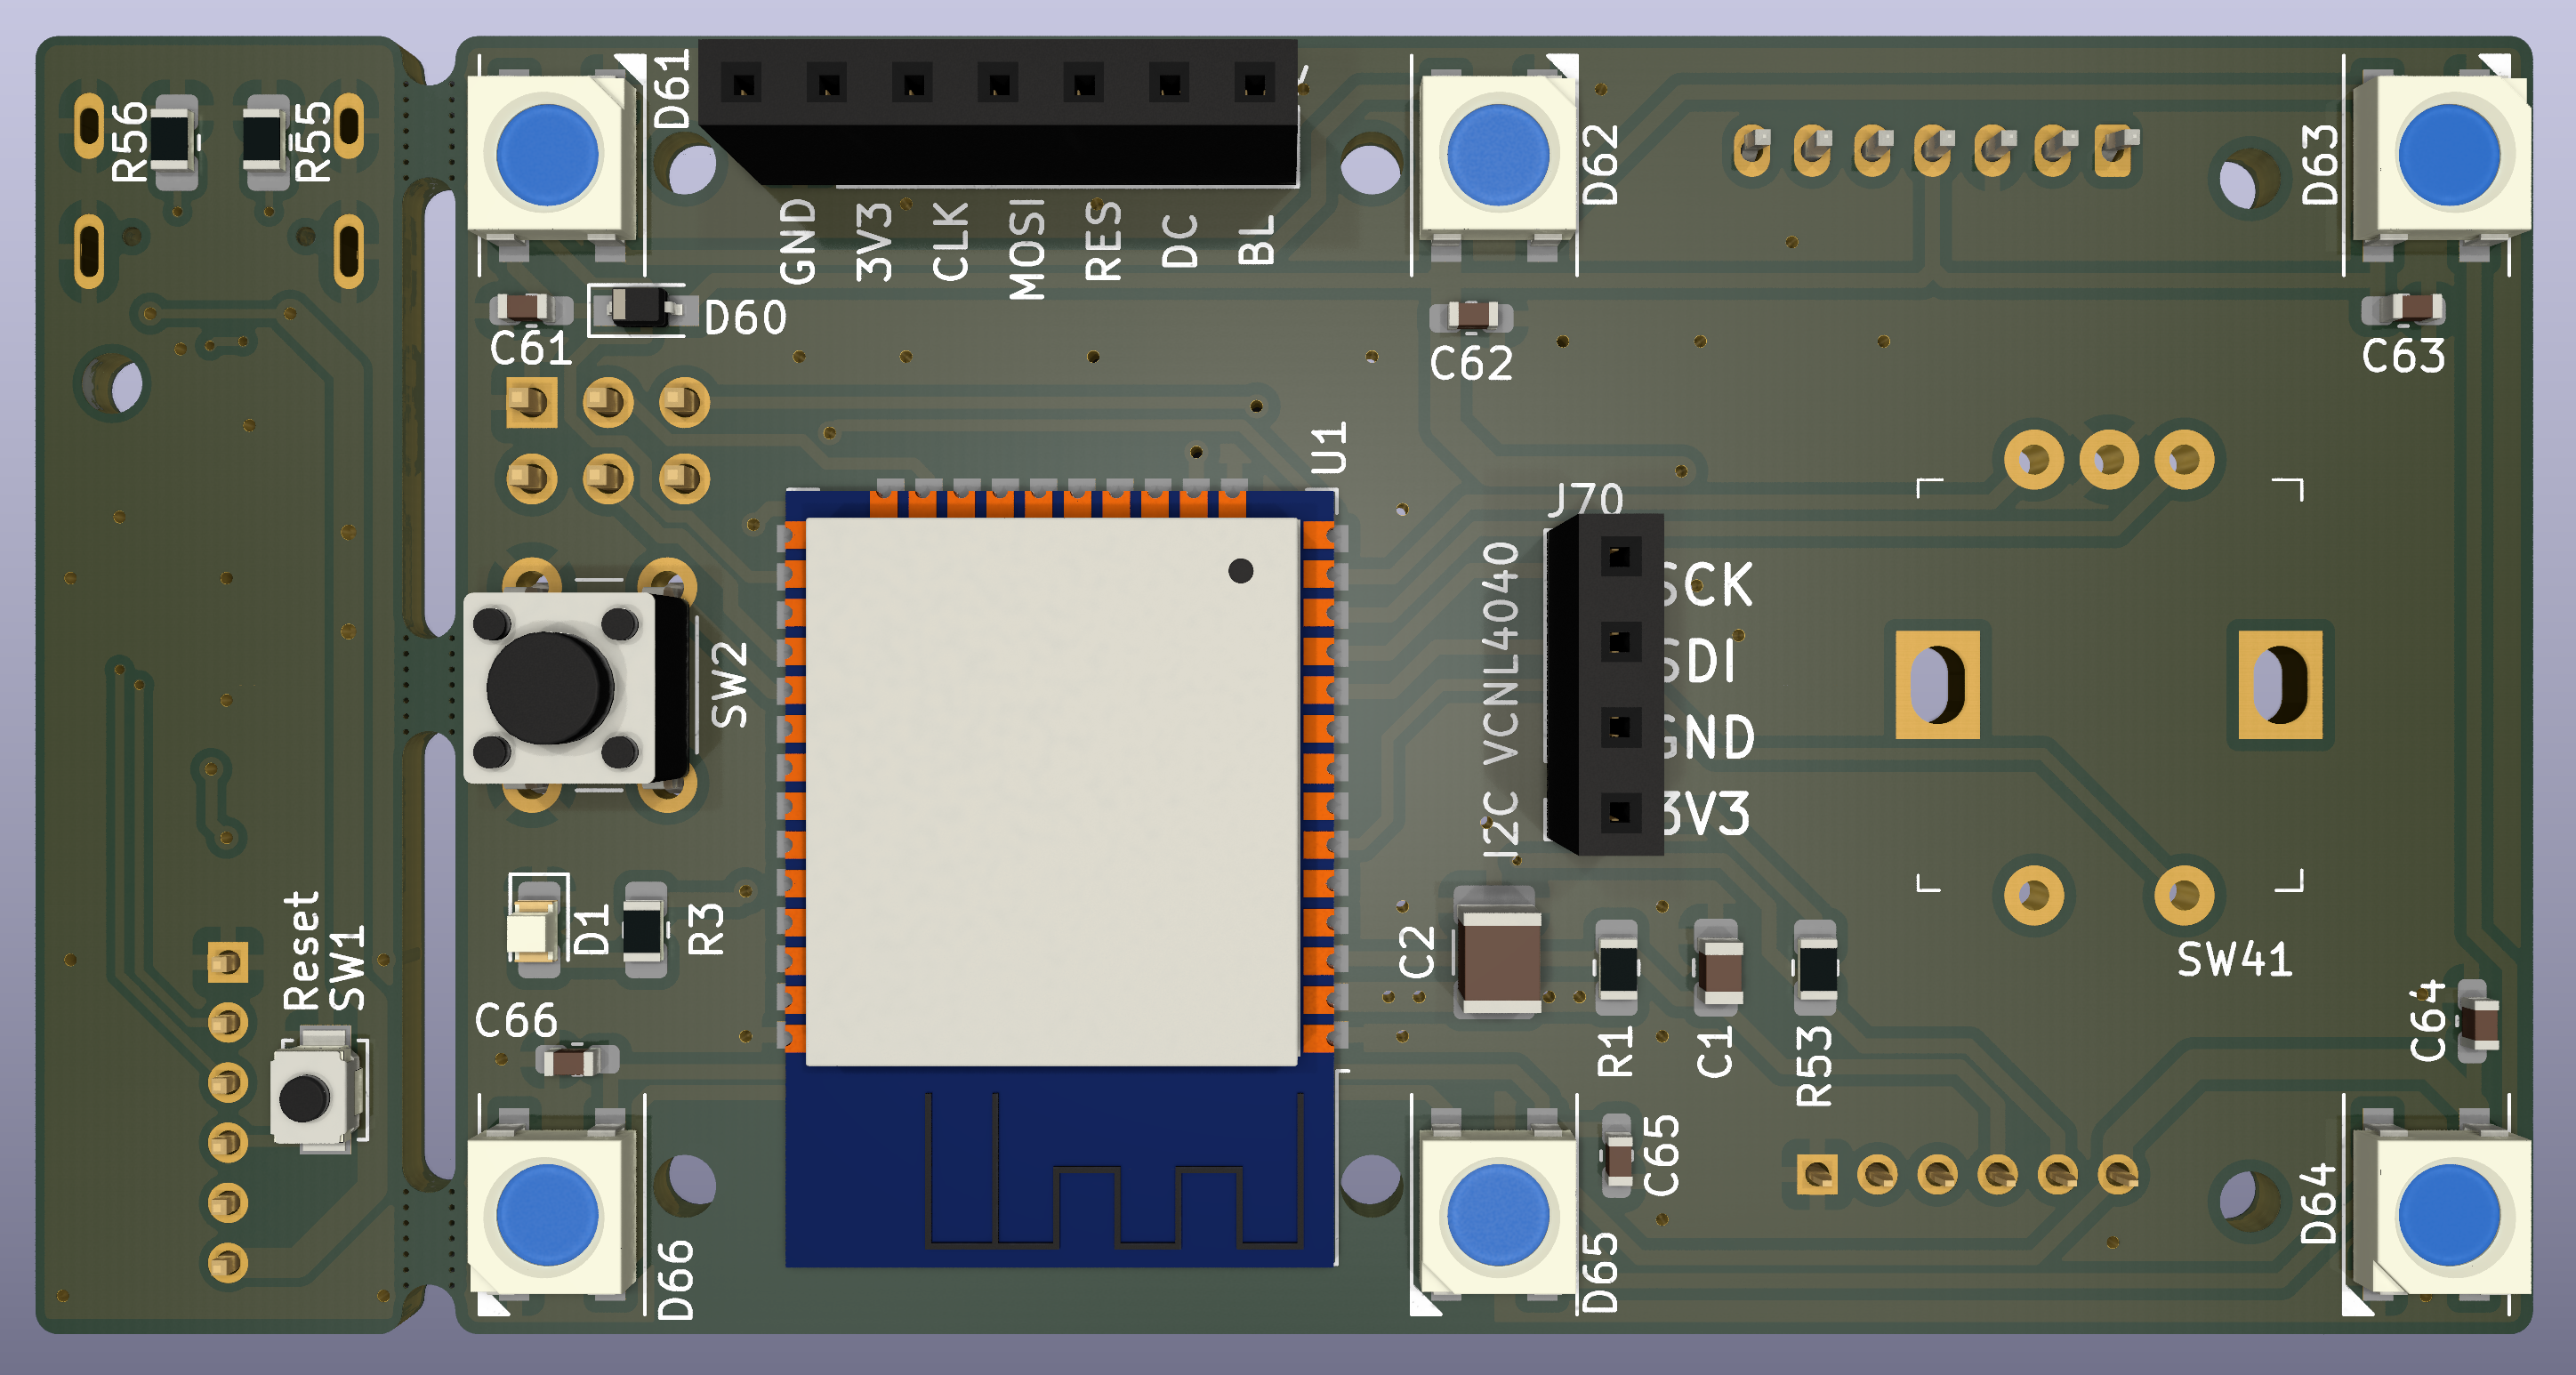 R56
R55
D61
D62
D63
GND
3V3
CLK
MOSI
RES
DC
BL
C61
D60
C62
C63
U1
J70
I2C VCNL4040
SCK
SDI
GND
3V3
SW2
Reset
SW1
D1
R3
C2
R1
C1
R53
SW41
C64
C66
C65
D66
D65
D64